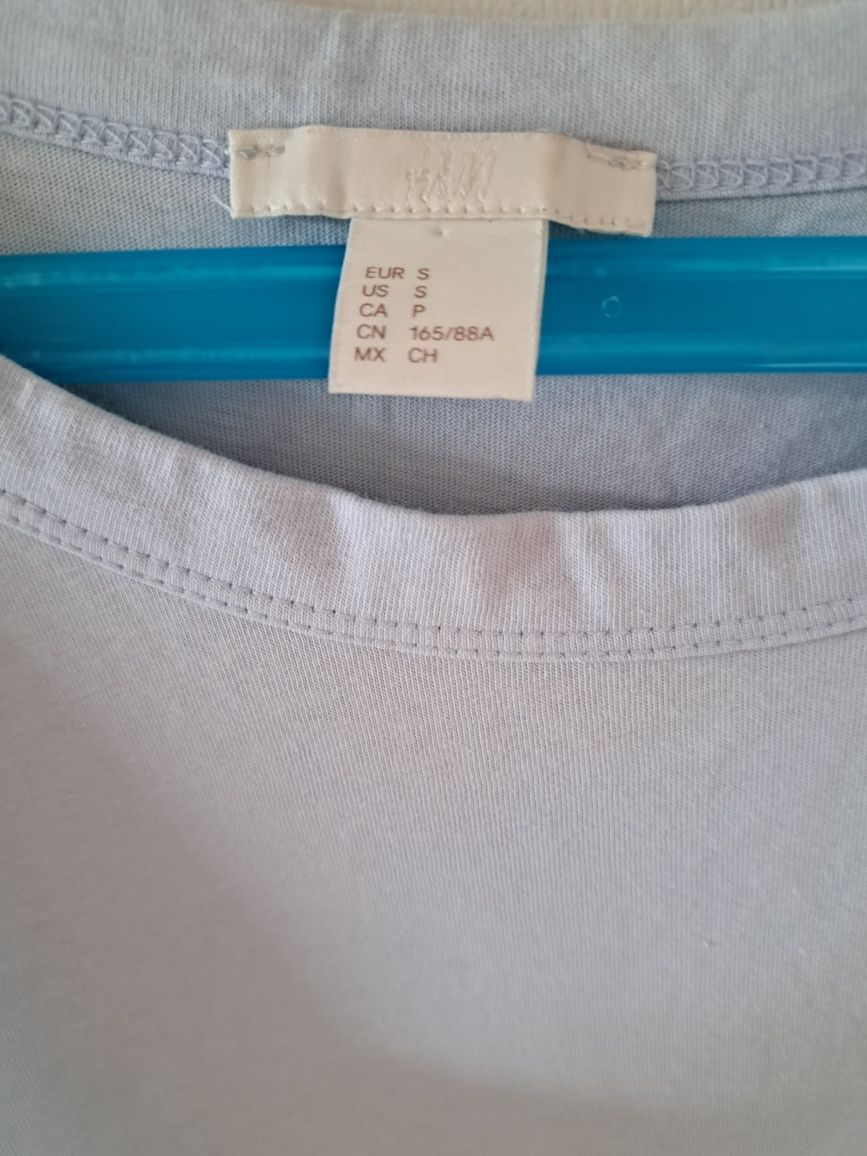 H&M
EUR S
US S
CA P
CN 165/88A
MX CH